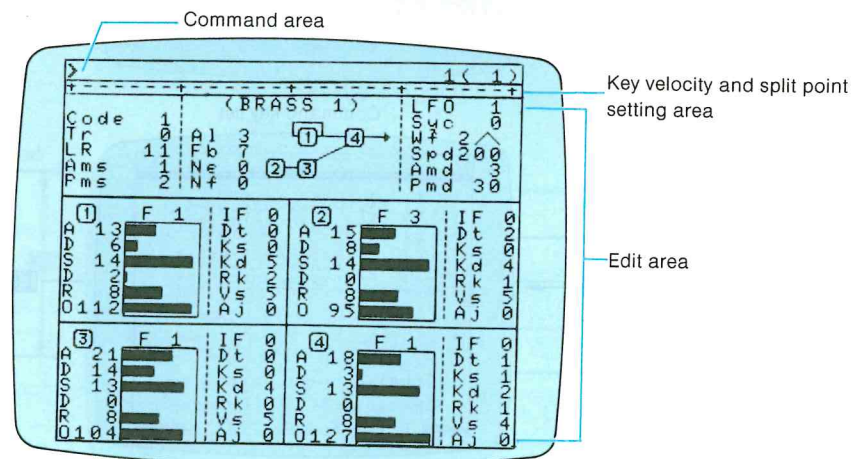 Command area
> 1( 1)
Key velocity and split point
setting area
(BRASS 1)
Code 1
Tr 0
LR 11
Ams 1
Pms 2
Al 3
Fb 7
Ne 0
Nf 0
1 4
2 3
LFO 1
Syc 0
Wf 2
Spd200
Amd 3
Pmd 30
Edit area
1 F 1
A 13
D 6
S 14
D 2
R 8
O112
IF 0
Dt 0
Ks 0
Kd 5
Rk 2
Vs 5
Aj 0
2 F 3
A 15
D 8
S 14
D 0
R 8
O 95
IF 0
Dt 2
Ks 0
Kd 4
Rk 1
Vs 5
Aj 0
3 F 1
A 21
D 14
S 13
D 0
R 8
O104
IF 0
Dt 0
Ks 0
Kd 4
Rk 0
Vs 5
Aj 0
4 F 1
A 18
D 3
S 13
D 0
R 8
O127
IF 0
Dt 1
Ks 1
Kd 2
Rk 1
Vs 4
Aj 0